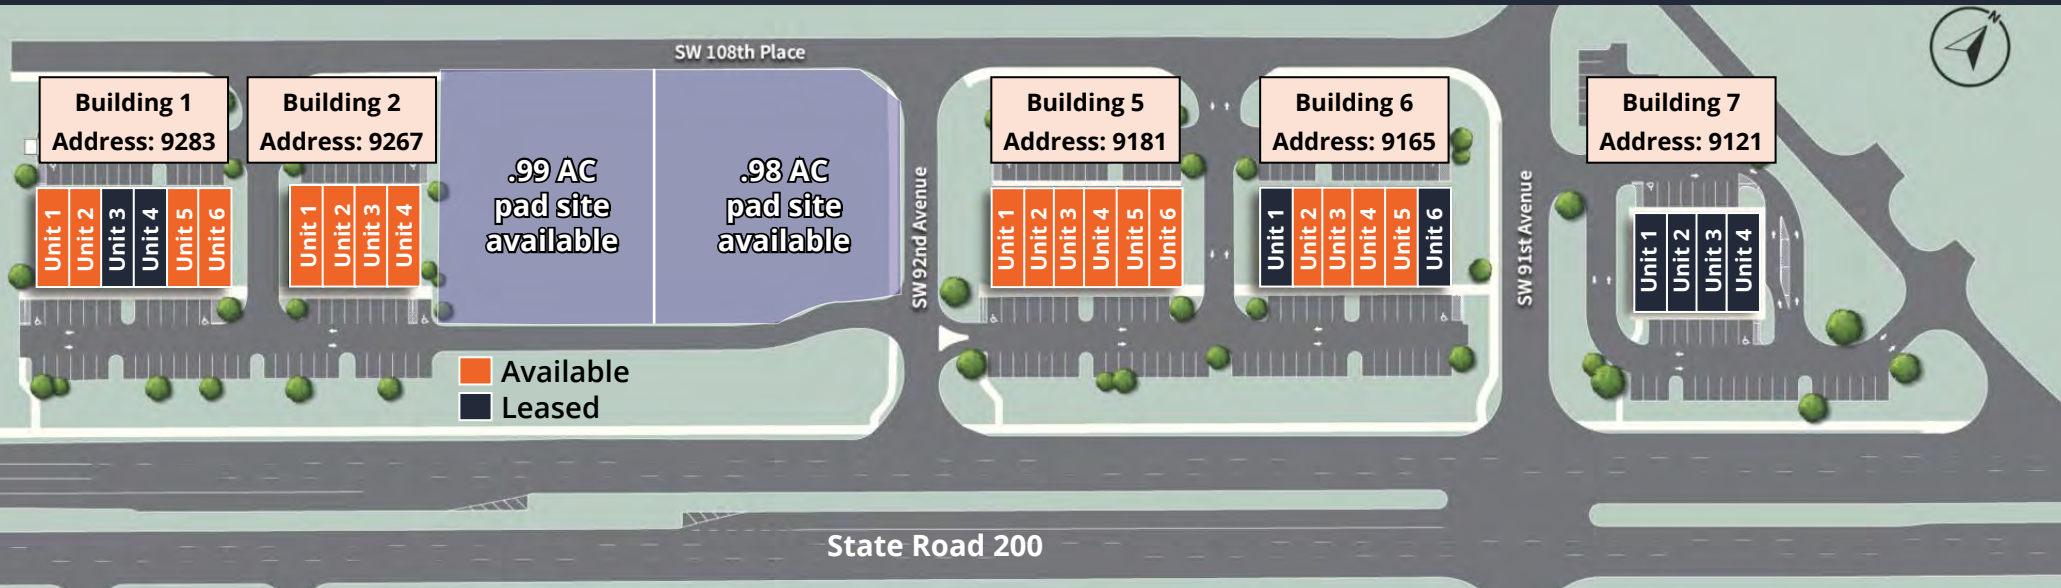 SW 108th Place
N
Building 1
Address: 9283
Building 2
Address: 9267
Building 5
Address: 9181
Building 6
Address: 9165
Building 7
Address: 9121
.99 AC
pad site
available
.98 AC
pad site
available
Unit 1
Unit 2
Unit 3
Unit 4
Unit 5
Unit 6
Unit 1
Unit 2
Unit 3
Unit 4
SW 92nd Avenue
Unit 1
Unit 2
Unit 3
Unit 4
Unit 5
Unit 6
Unit 1
Unit 2
Unit 3
Unit 4
Unit 5
Unit 6
SW 91st Avenue
Unit 1
Unit 2
Unit 3
Unit 4
Available
Leased
State Road 200